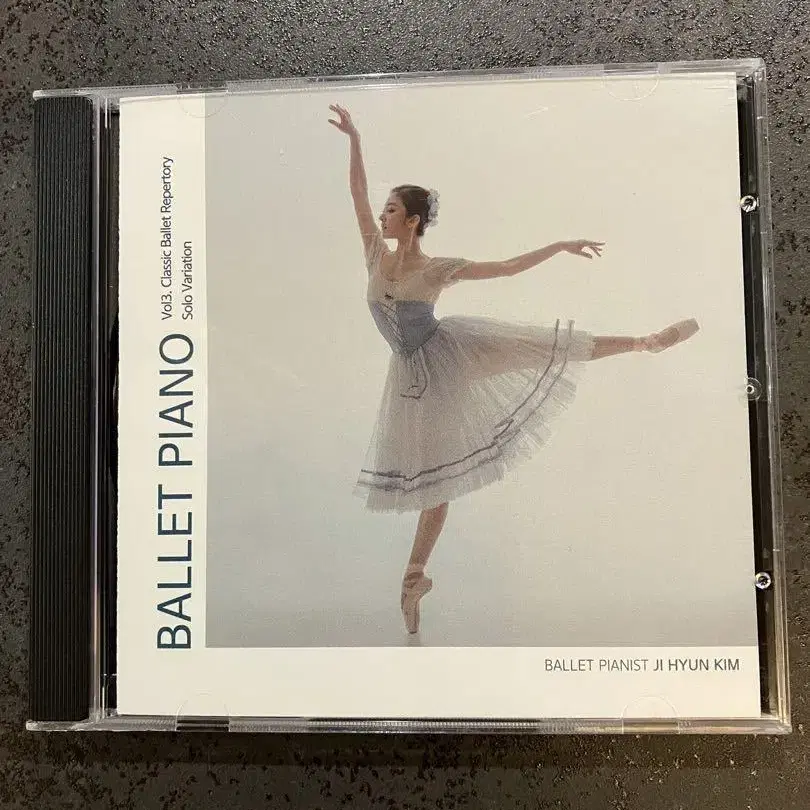 BALLET PIANO
Vol3. Classic Ballet Repertory
Solo Variation
BALLET PIANIST JI HYUN KIM